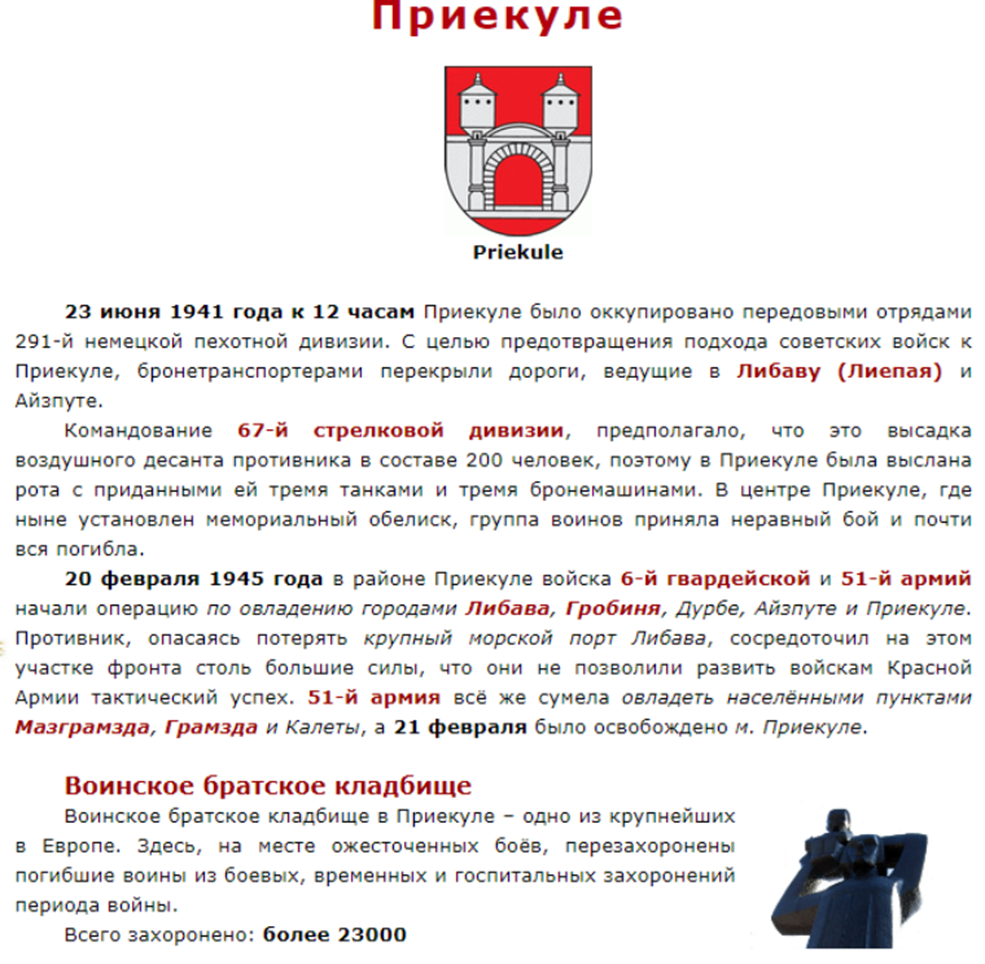 Приекуле
Priekule
23 июня 1941 года к 12 часам Приекуле было оккупировано передовыми отрядами
291-й немецкой пехотной дивизии. С целью предотвращения подхода советских войск к
Приекуле, бронетранспортерами перекрыли дороги, ведущие в Либаву (Лиепая) и
Айзпуте.
Командование 67-й стрелковой дивизии, предполагало, что это высадка
воздушного десанта противника в составе 200 человек, поэтому в Приекуле была выслана
рота с приданными ей тремя танками и тремя бронемашинами. В центре Приекуле, где
ныне установлен мемориальный обелиск, группа воинов приняла неравный бой и почти
вся погибла.
20 февраля 1945 года в районе Приекуле войска 6-й гвардейской и 51-й армий
начали операцию по овладению городами Либава, Гробиня, Дурбе, Айзпуте и Приекуле.
Противник, опасаясь потерять крупный морской порт Либава, сосредоточил на этом
участке фронта столь большие силы, что они не позволили развить войскам Красной
Армии тактический успех. 51-й армия всё же сумела овладеть населёнными пунктами
Мазграмзда, Грамзда и Калеты, а 21 февраля было освобождено м. Приекуле.
Воинское братское кладбище
Воинское братское кладбище в Приекуле – одно из крупнейших
в Европе. Здесь, на месте ожесточенных боёв, перезахоронены
погибшие воины из боевых, временных и госпитальных захоронений
периода войны.
Всего захоронено: более 23000